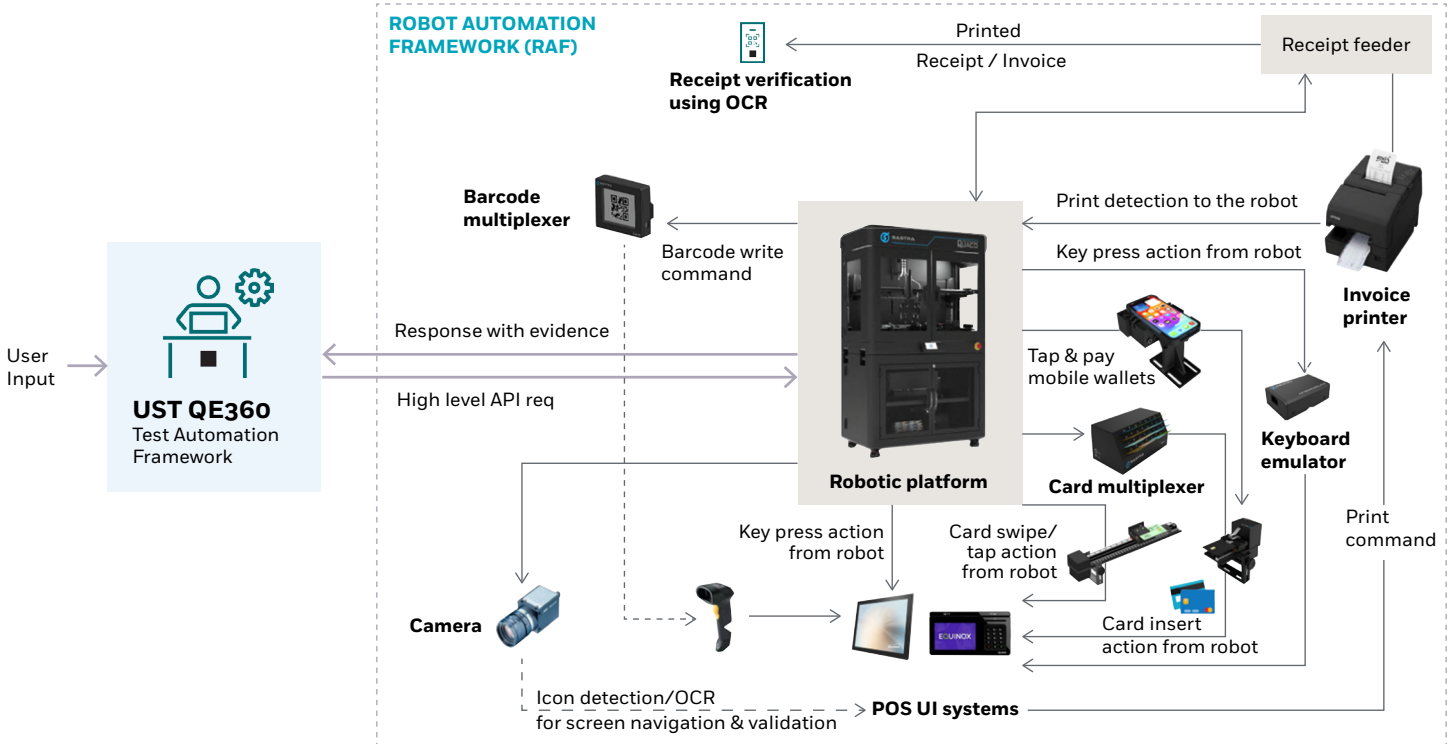 ROBOT AUTOMATION
FRAMEWORK (RAF)
Printed
Receipt / Invoice
Receipt feeder
Receipt verification
using OCR
Barcode
multiplexer
Barcode write
command
Print detection to the robot
Key press action from robot
Invoice
printer
User
Input
UST QE360
Test Automation
Framework
Response with evidence
High level API req
SASTRA
Robotic platform
Tap & pay
mobile wallets
Keyboard
emulator
Card multiplexer
Print
command
Key press action
from robot
Card swipe/
tap action
from robot
Camera
EQUINOX
Card insert
action from robot
Icon detection/OCR
for screen navigation & validation
POS UI systems